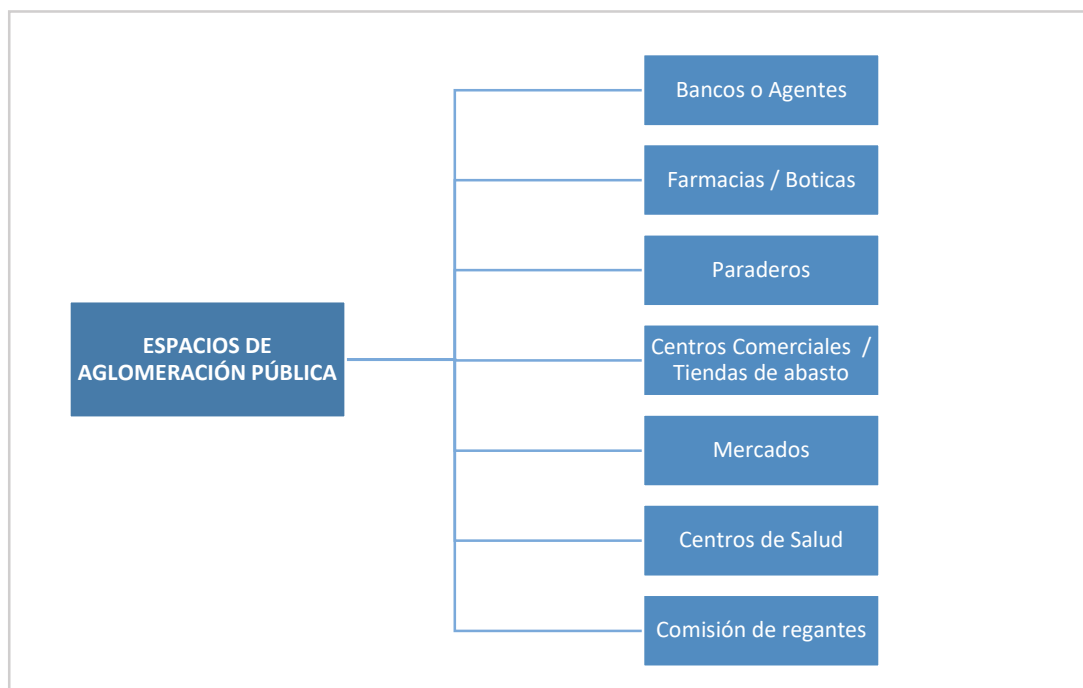 ESPACIOS DE
AGLOMERACIÓN PÚBLICA
Bancos o Agentes
Farmacias / Boticas
Paraderos
Centros Comerciales /
Tiendas de abasto
Mercados
Centros de Salud
Comisión de regantes